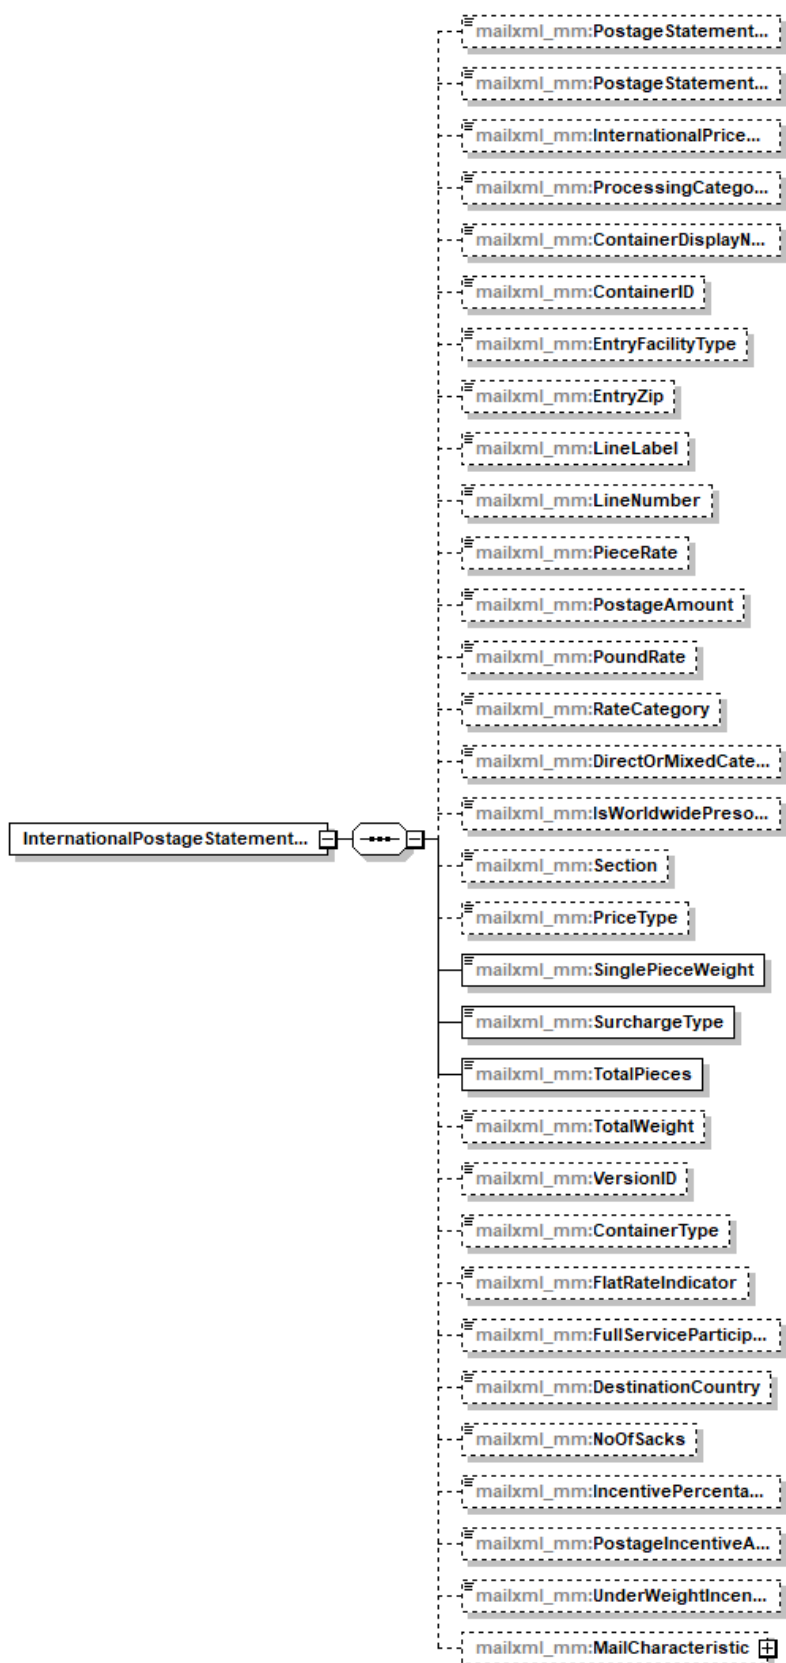 mailxml_mm:PostageStatement...
mailxml_mm:PostageStatement...
mailxml_mm:InternationalPrice...
mailxml_mm:ProcessingCatego...
mailxml_mm:ContainerDisplayN...
mailxml_mm:ContainerID
mailxml_mm:EntryFacilityType
mailxml_mm:EntryZip
mailxml_mm:LineLabel
mailxml_mm:LineNumber
mailxml_mm:PieceRate
mailxml_mm:PostageAmount
mailxml_mm:PoundRate
mailxml_mm:RateCategory
mailxml_mm:DirectOrMixedCate...
mailxml_mm:IsWorldwidePreso...
InternationalPostageStatement...
mailxml_mm:Section
mailxml_mm:PriceType
mailxml_mm:SinglePieceWeight
mailxml_mm:SurchargeType
mailxml_mm:TotalPieces
mailxml_mm:TotalWeight
mailxml_mm:VersionID
mailxml_mm:ContainerType
mailxml_mm:FlatRateIndicator
mailxml_mm:FullServiceParticip...
mailxml_mm:DestinationCountry
mailxml_mm:NoOfSacks
mailxml_mm:IncentivePercenta...
mailxml_mm:PostageIncentiveA...
mailxml_mm:UnderWeightIncen...
mailxml_mm:MailCharacteristic